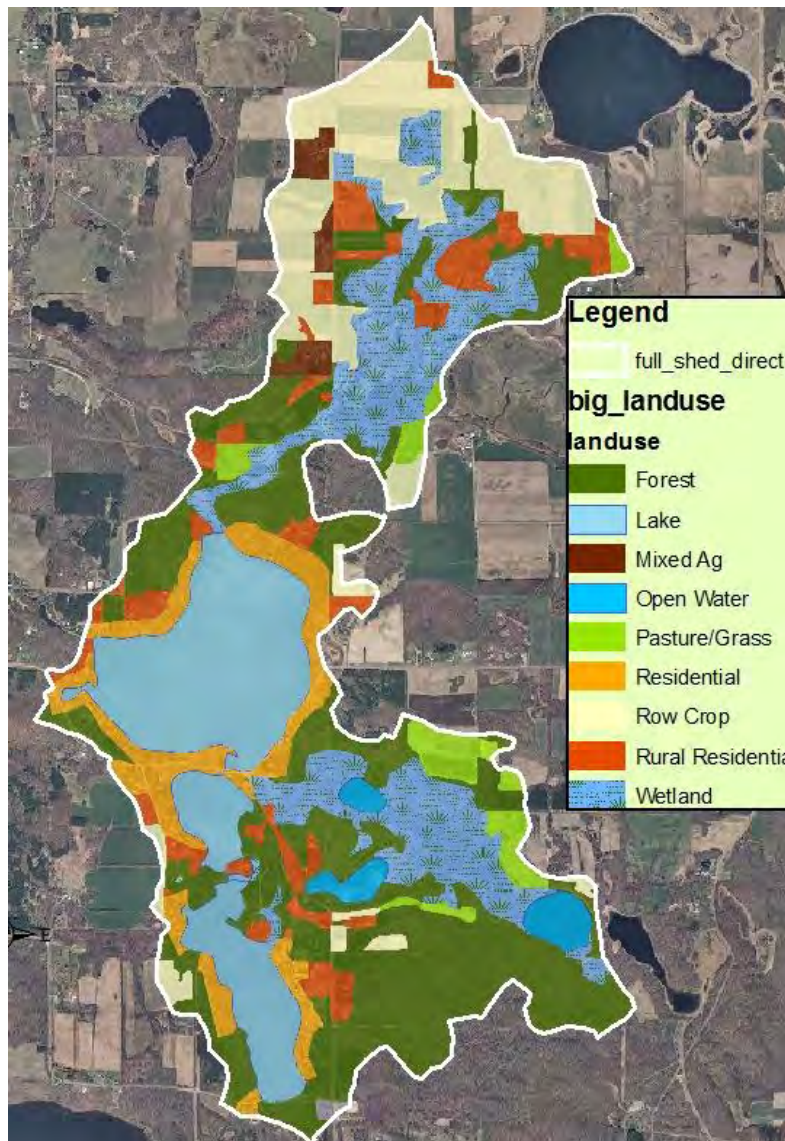 Legend
full_shed_direct
big_landuse
landuse
Forest
Lake
Mixed Ag
Open Water
Pasture/Grass
Residential
Row Crop
Rural Residentia
Wetland